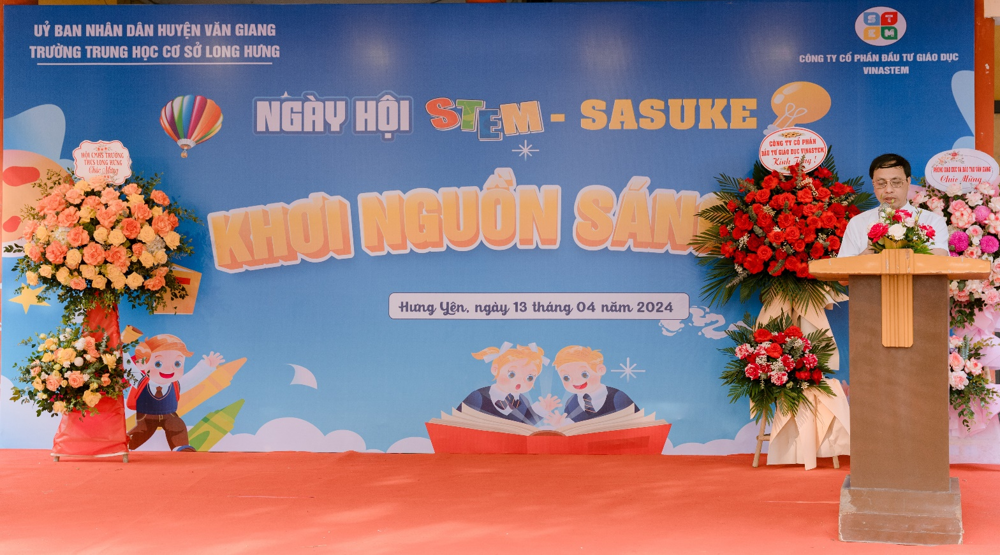 UỶ BAN NHÂN DÂN HUYỆN VĂN GIANG
TRƯỜNG TRUNG HỌC CƠ SỞ LONG HƯNG
STEM
CÔNG TY CỔ PHẦN ĐẦU TƯ GIÁO DỤC
VINASTEM
NGÀY HỘI STEM - SASUKE
KHƠI NGUỒN SÁNG
Hưng Yên, ngày 13 tháng 04 năm 2024
HỘI CMHS TRƯỜNG
THCS LONG HƯNG
Chúc Mừng
CÔNG TY CỔ PHẦN
ĐẦU TƯ GIÁO DỤC VINASTEM
Kính Tặng !
PHÒNG GIÁO DỤC VÀ ĐÀO TẠO VĂN GIANG
Chúc Mừng